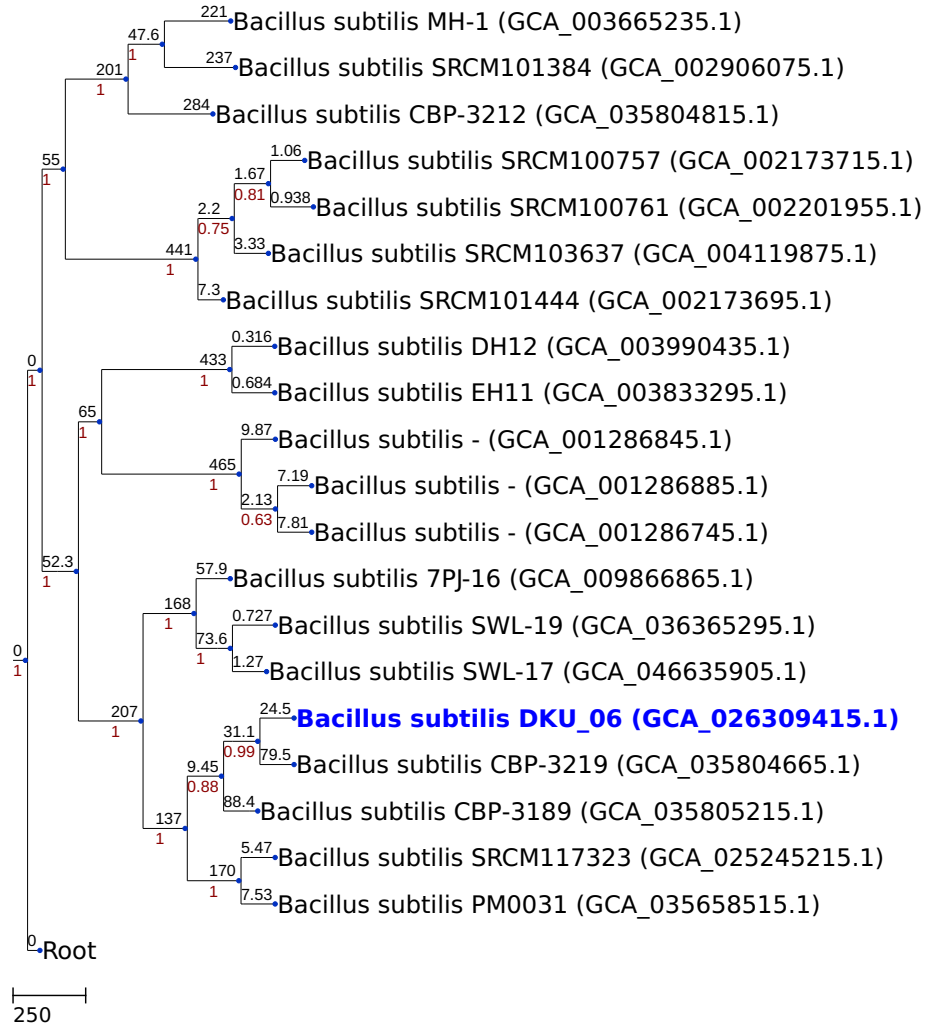 221
Bacillus subtilis MH-1 (GCA_003665235.1)
47.6
1
237
Bacillus subtilis SRCM101384 (GCA_002906075.1)
201
1
284
Bacillus subtilis CBP-3212 (GCA_035804815.1)
55
1
1.06
Bacillus subtilis SRCM100757 (GCA_002173715.1)
1.67
0.81
0.938
Bacillus subtilis SRCM100761 (GCA_002201955.1)
2.2
0.75
3.33
Bacillus subtilis SRCM103637 (GCA_004119875.1)
441
1
7.3
Bacillus subtilis SRCM101444 (GCA_002173695.1)
0
1
0.316
Bacillus subtilis DH12 (GCA_003990435.1)
433
1
0.684
Bacillus subtilis EH11 (GCA_003833295.1)
65
1
9.87
Bacillus subtilis - (GCA_001286845.1)
465
1
7.19
Bacillus subtilis - (GCA_001286885.1)
2.13
0.63
7.81
Bacillus subtilis - (GCA_001286745.1)
52.3
1
57.9
Bacillus subtilis 7PJ-16 (GCA_009866865.1)
168
1
0.727
Bacillus subtilis SWL-19 (GCA_036365295.1)
73.6
1
1.27
Bacillus subtilis SWL-17 (GCA_046635905.1)
0
1
207
1
24.5
Bacillus subtilis DKU_06 (GCA_026309415.1)
31.1
0.99
79.5
Bacillus subtilis CBP-3219 (GCA_035804665.1)
9.45
0.88
88.4
Bacillus subtilis CBP-3189 (GCA_035805215.1)
137
1
5.47
Bacillus subtilis SRCM117323 (GCA_025245215.1)
170
1
7.53
Bacillus subtilis PM0031 (GCA_035658515.1)
0
Root
250